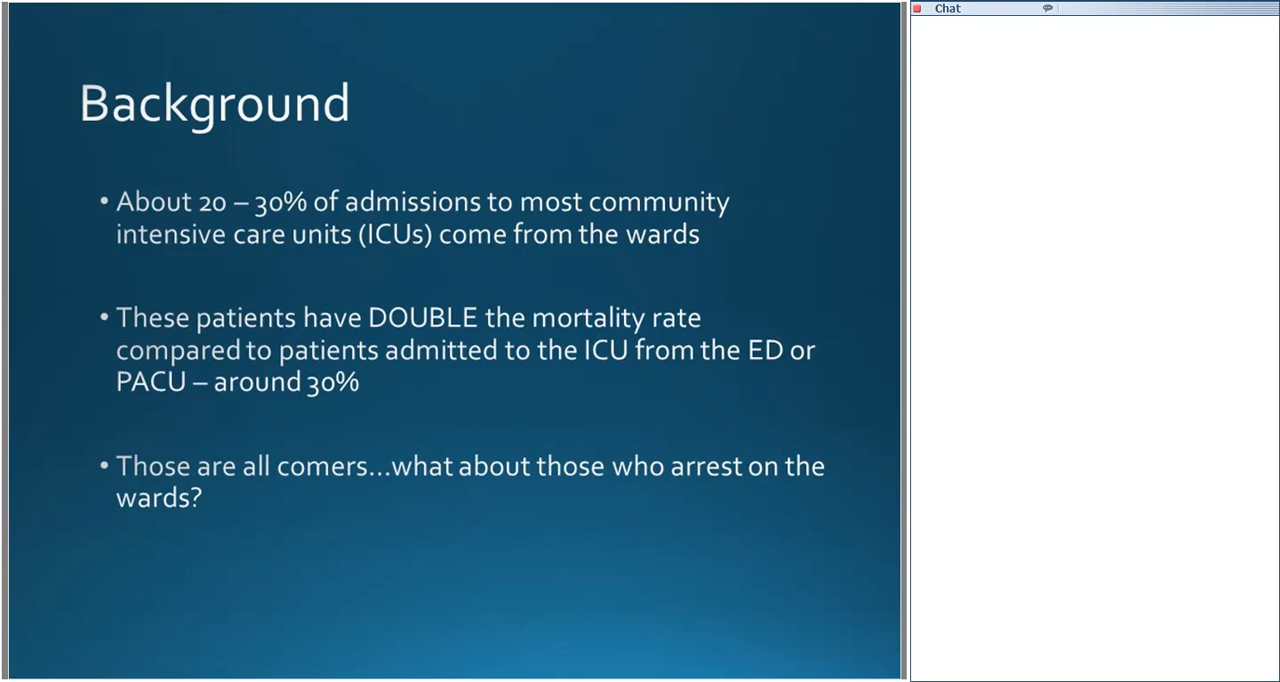 Chat
Background
• About 20 – 30% of admissions to most community
intensive care units (ICUs) come from the wards
• These patients have DOUBLE the mortality rate
compared to patients admitted to the ICU from the ED or
PACU – around 30%
• Those are all comers...what about those who arrest on the
wards?